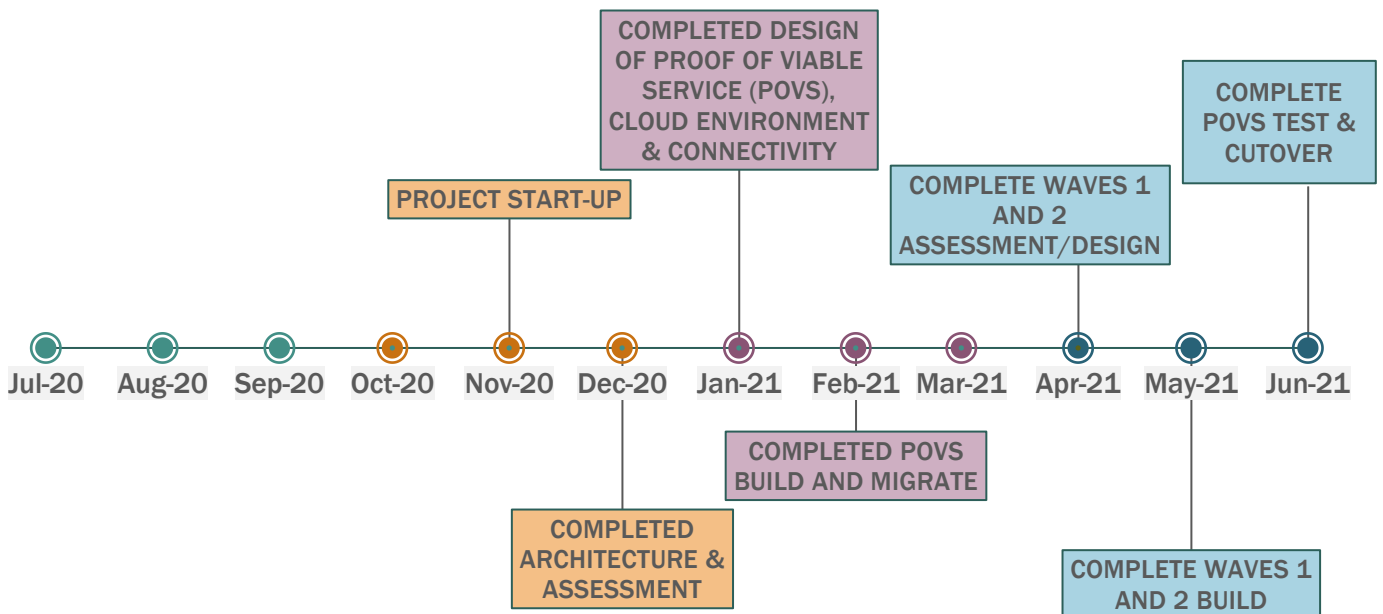 COMPLETED DESIGN
OF PROOF OF VIABLE
SERVICE (POVS),
CLOUD ENVIRONMENT
& CONNECTIVITY
COMPLETE
POVS TEST &
CUTOVER
PROJECT START-UP
COMPLETE WAVES 1
AND 2
ASSESSMENT/DESIGN
Jul-20 Aug-20 Sep-20 Oct-20 Nov-20 Dec-20 Jan-21 Feb-21 Mar-21 Apr-21 May-21 Jun-21
COMPLETED POVS
BUILD AND MIGRATE
COMPLETED
ARCHITECTURE &
ASSESSMENT
COMPLETE WAVES 1
AND 2 BUILD